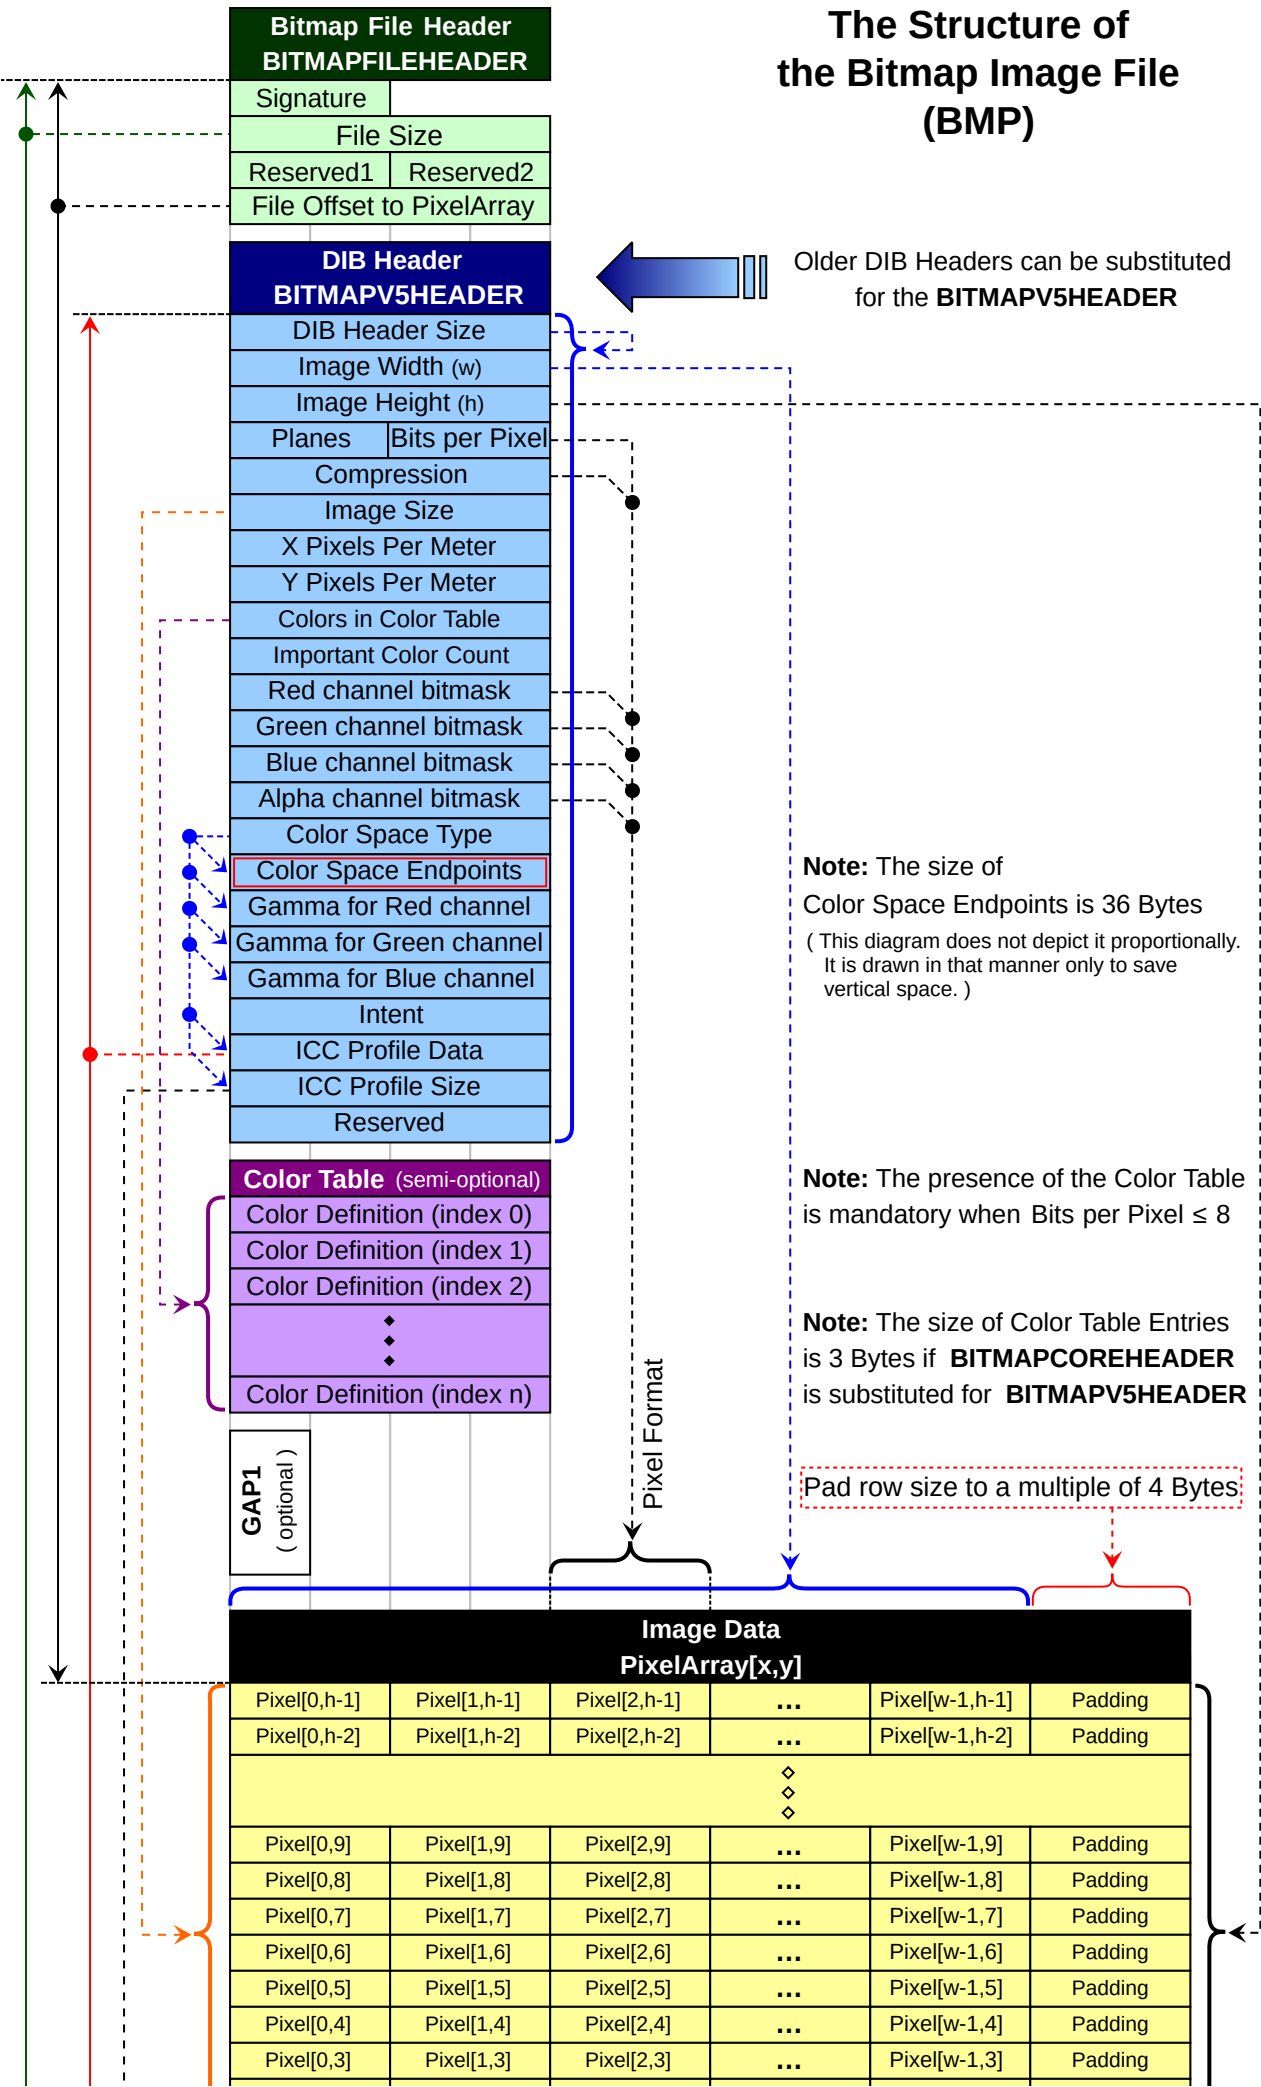 Bitmap File Header
BITMAPFILEHEADER
The Structure of
the Bitmap Image File
(BMP)
Signature
File Size
Reserved1 Reserved2
File Offset to PixelArray
DIB Header
BITMAPV5HEADER
Older DIB Headers can be substituted
for the BITMAPV5HEADER
DIB Header Size
Image Width (w)
Image Height (h)
Planes Bits per Pixel
Compression
Image Size
X Pixels Per Meter
Y Pixels Per Meter
Colors in Color Table
Important Color Count
Red channel bitmask
Green channel bitmask
Blue channel bitmask
Alpha channel bitmask
Color Space Type
Color Space Endpoints
Gamma for Red channel
Gamma for Green channel
Gamma for Blue channel
Intent
ICC Profile Data
ICC Profile Size
Reserved
Note: The size of
Color Space Endpoints is 36 Bytes
( This diagram does not depict it proportionally.
It is drawn in that manner only to save
vertical space. )
Color Table (semi-optional)
Color Definition (index 0)
Color Definition (index 1)
Color Definition (index 2)
Color Definition (index n)
Note: The presence of the Color Table
is mandatory when Bits per Pixel ≤ 8
Note: The size of Color Table Entries
is 3 Bytes if BITMAPCOREHEADER
is substituted for BITMAPV5HEADER
GAP1
( optional )
Pixel Format
Pad row size to a multiple of 4 Bytes
Image Data
PixelArray[x,y]
Pixel[0,h-1] Pixel[1,h-1] Pixel[2,h-1] ... Pixel[w-1,h-1] Padding
Pixel[0,h-2] Pixel[1,h-2] Pixel[2,h-2] ... Pixel[w-1,h-2] Padding
Pixel[0,9] Pixel[1,9] Pixel[2,9] ... Pixel[w-1,9] Padding
Pixel[0,8] Pixel[1,8] Pixel[2,8] ... Pixel[w-1,8] Padding
Pixel[0,7] Pixel[1,7] Pixel[2,7] ... Pixel[w-1,7] Padding
Pixel[0,6] Pixel[1,6] Pixel[2,6] ... Pixel[w-1,6] Padding
Pixel[0,5] Pixel[1,5] Pixel[2,5] ... Pixel[w-1,5] Padding
Pixel[0,4] Pixel[1,4] Pixel[2,4] ... Pixel[w-1,4] Padding
Pixel[0,3] Pixel[1,3] Pixel[2,3] ... Pixel[w-1,3] Padding